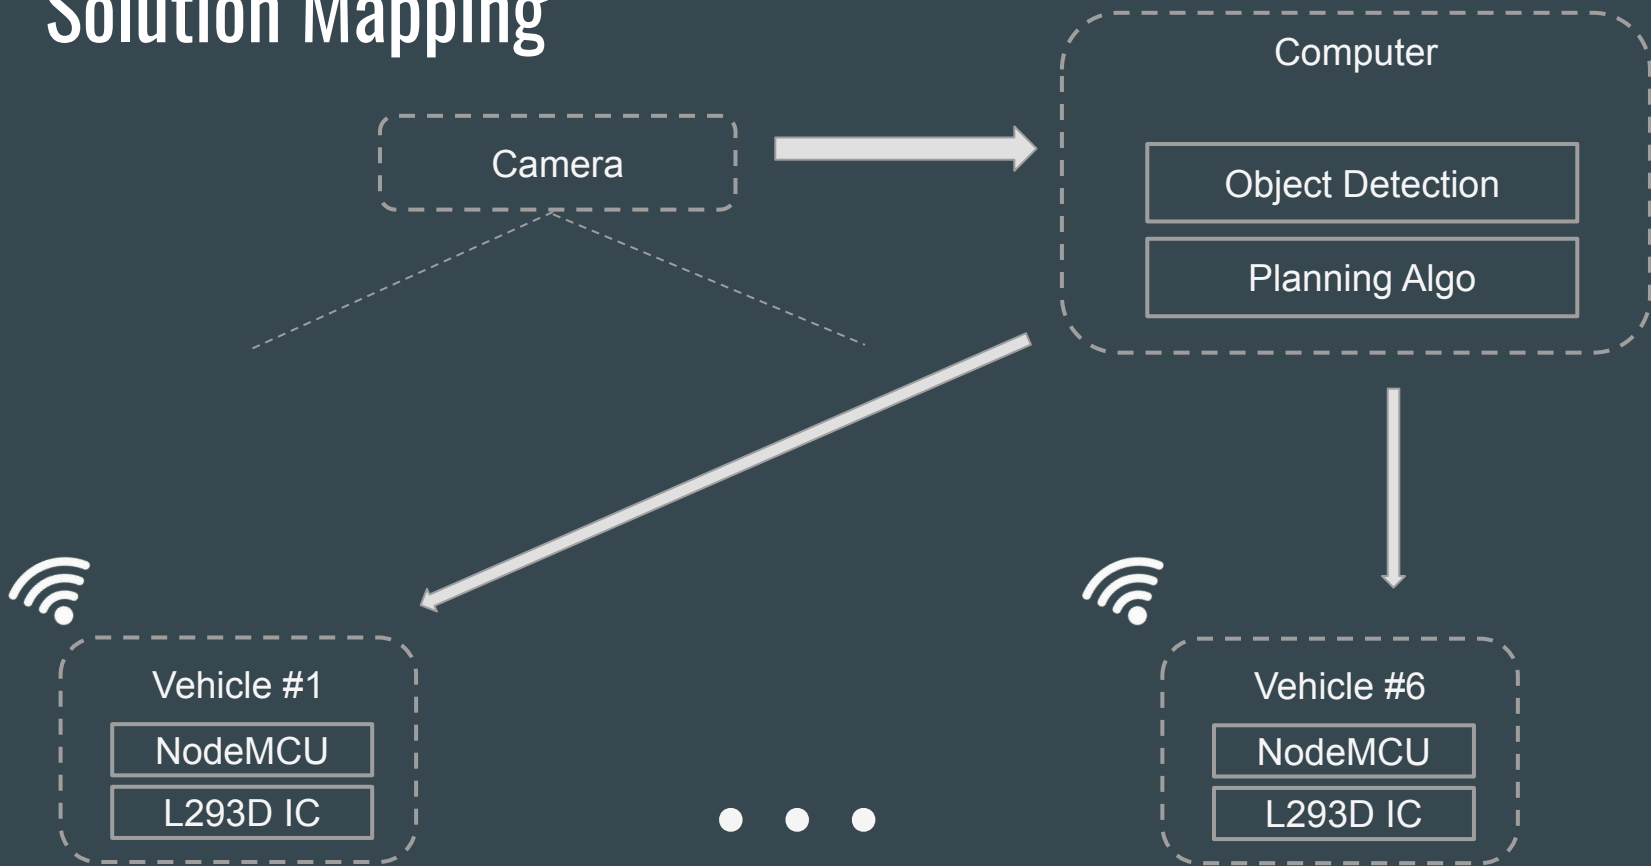 Solution Mapping
Computer
Camera
Object Detection
Planning Algo
Vehicle #1
NodeMCU
L293D IC
Vehicle #6
NodeMCU
L293D IC